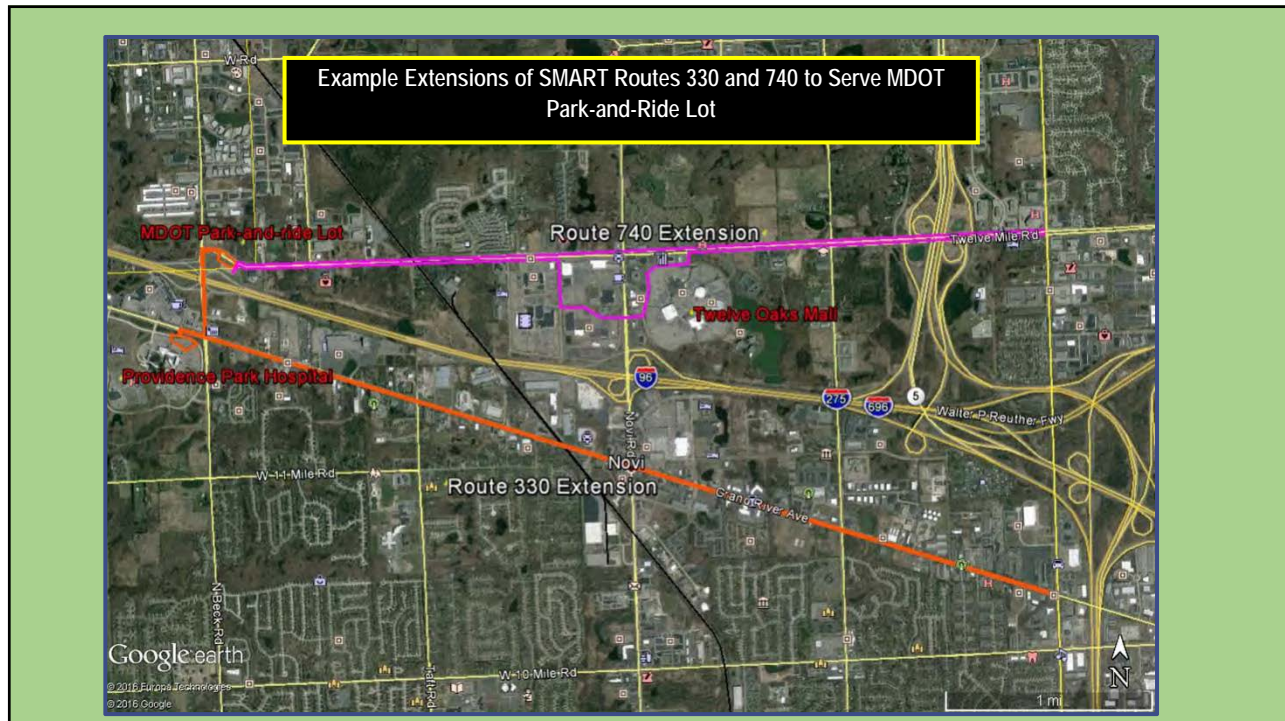 W Rd
Example Extensions of SMART Routes 330 and 740 to Serve MDOT
Park-and-Ride Lot
MDOT Park-and-ride Lot
Route 740 Extension
Twelve Mile Rd
Twelve Oaks Mall
Providence Park Hospital
96
275
696
5
Walter P Reuther Fwy
Novi Rd
Novi
W 11 Mile Rd
Route 330 Extension
Grand River Ave
N Beck Rd
Taft Rd
W 10 Mile Rd
Google earth
© 2016 Europa Technologies
© 2016 Google
N
1 mi